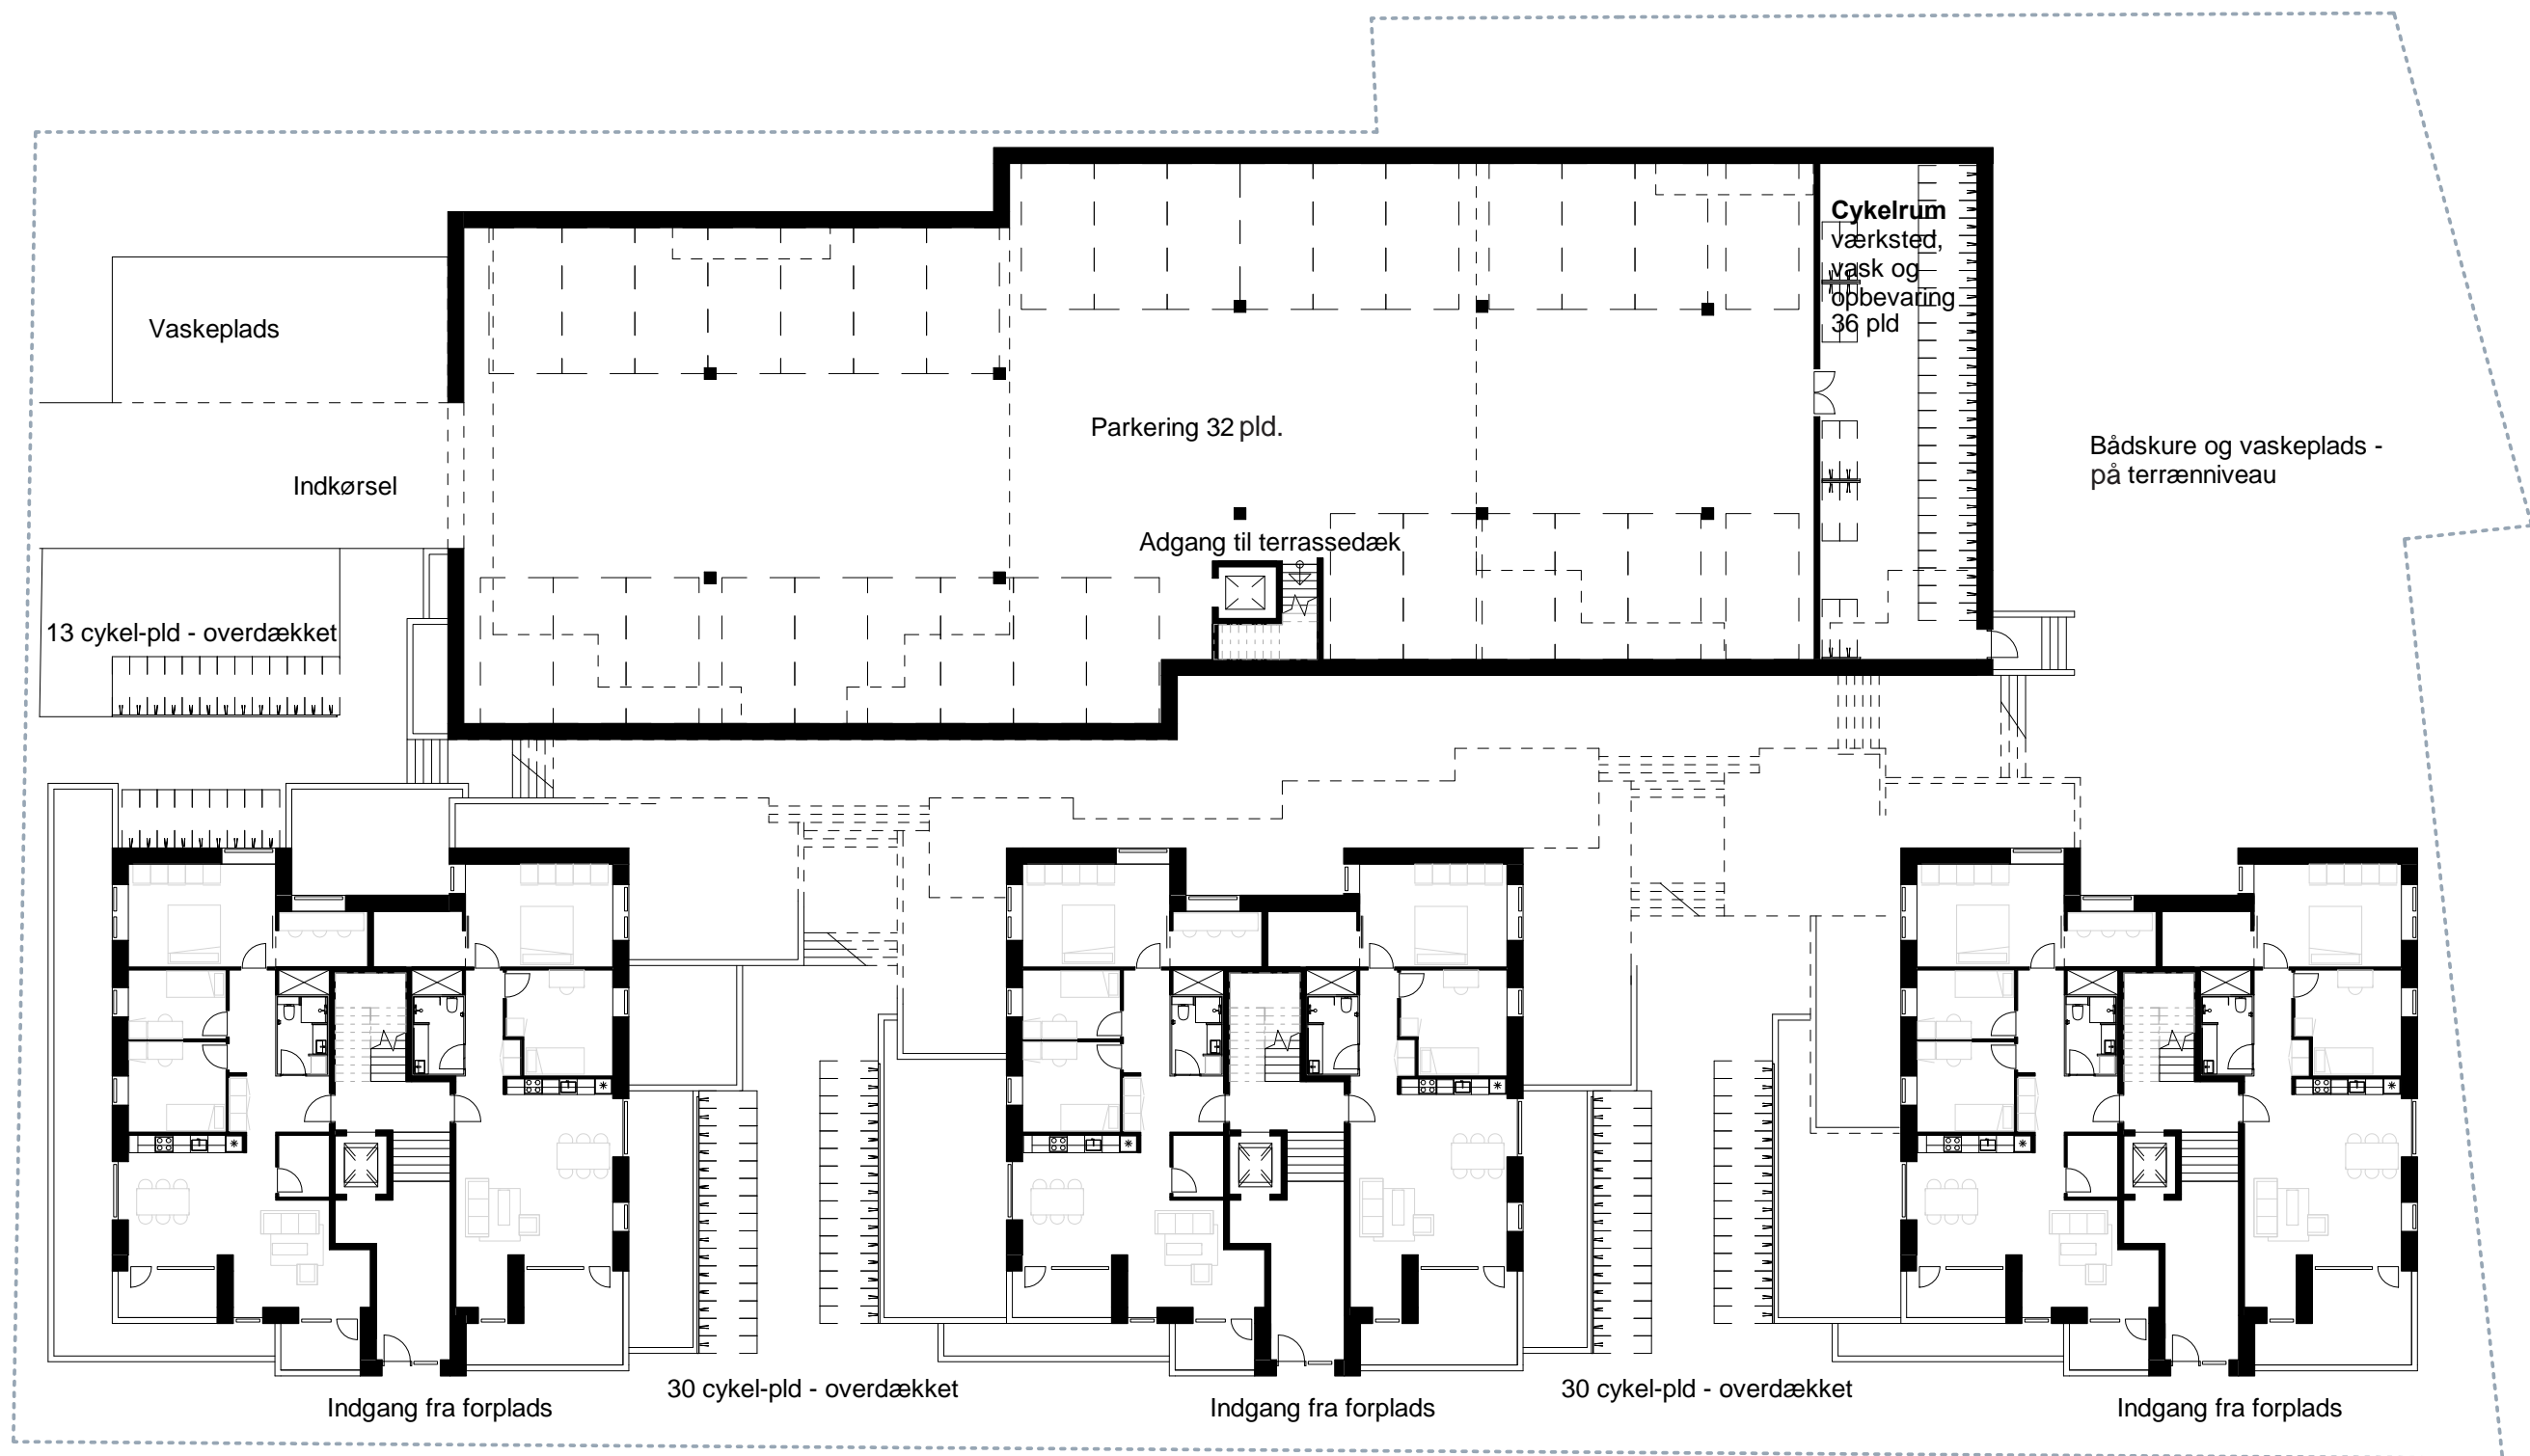 Cykelrum
værksted,
vask og
opbevaring
36 pld
Vaskeplads
Parkering 32 pld.
Bådskure og vaskeplads -
på terrænniveau
Indkørsel
Adgang til terrassedæk
13 cykel-pld - overdækket
30 cykel-pld - overdækket
30 cykel-pld - overdækket
Indgang fra forplads
Indgang fra forplads
Indgang fra forplads